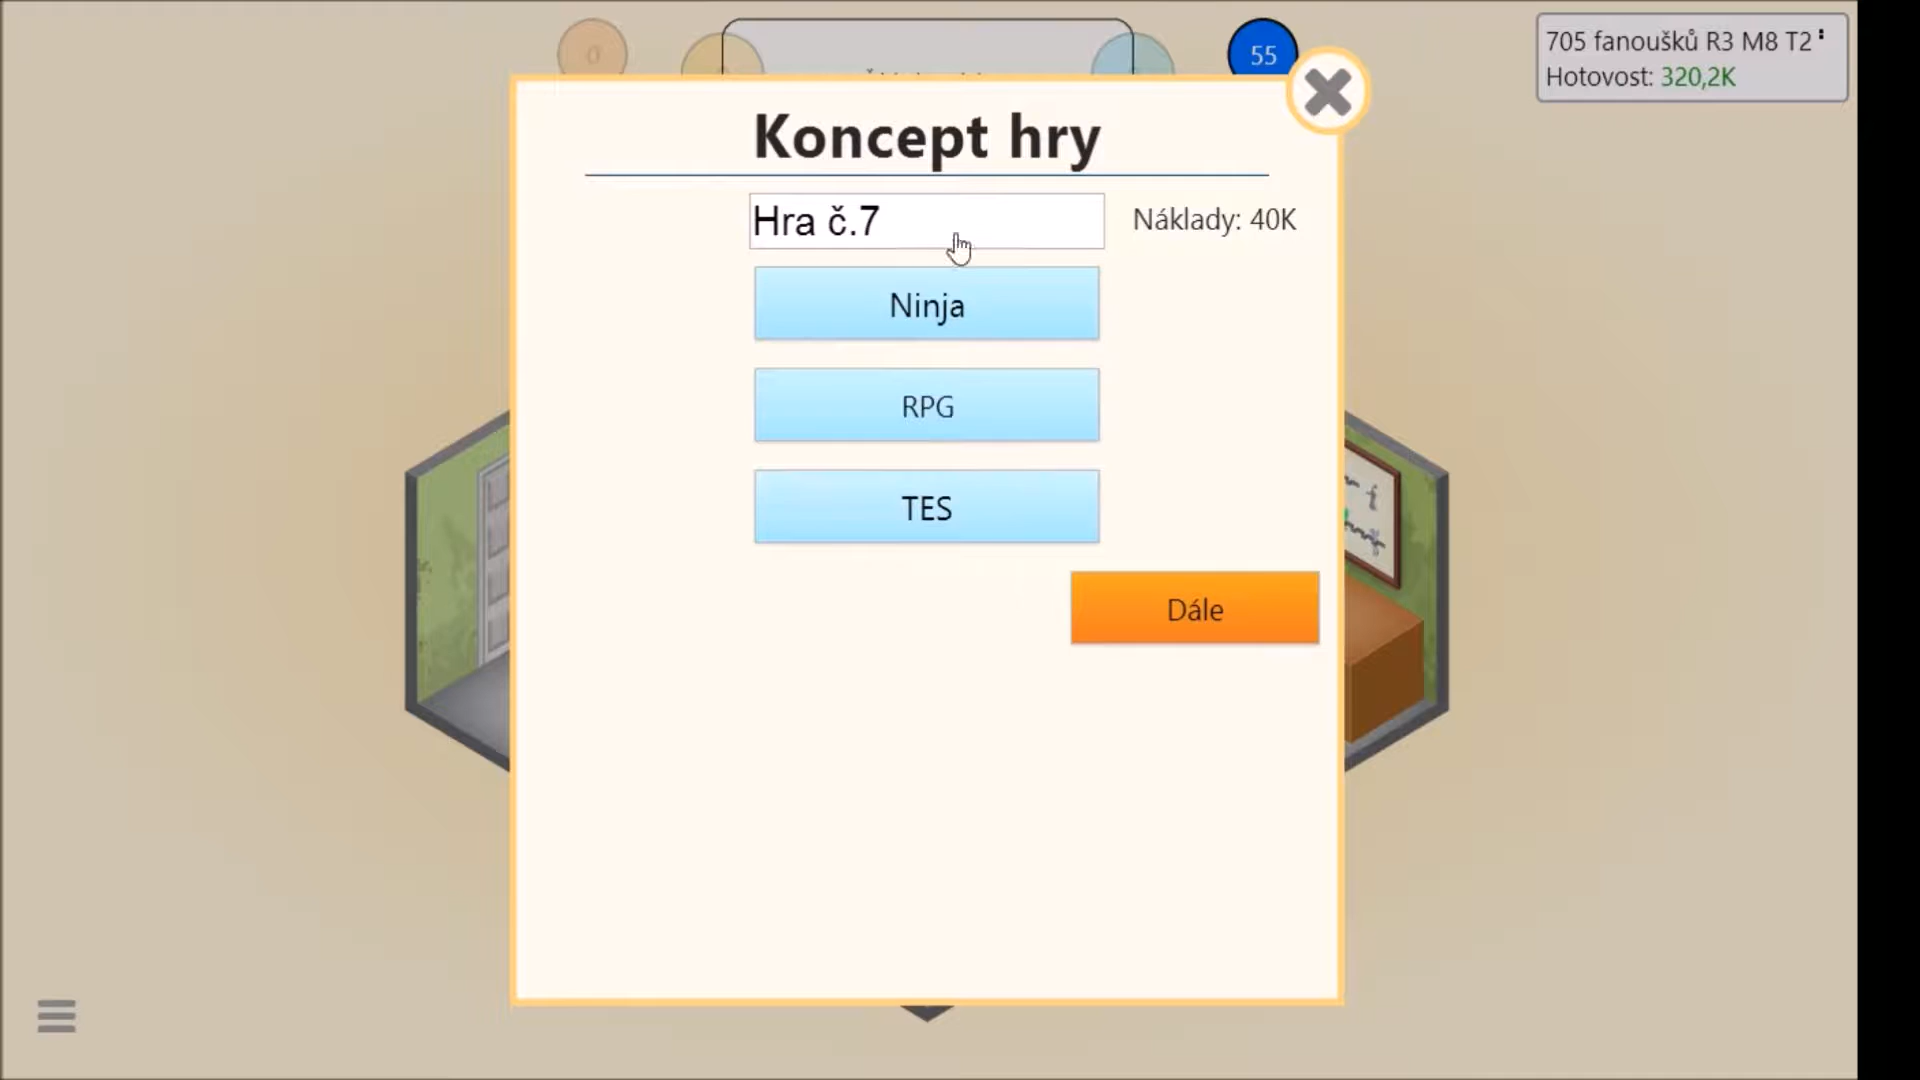 0
55
705 fanoušků R3 M8 T2
Hotovost: 320,2K
Koncept hry
Hra č.7
Náklady: 40K
Ninja
RPG
TES
Dále